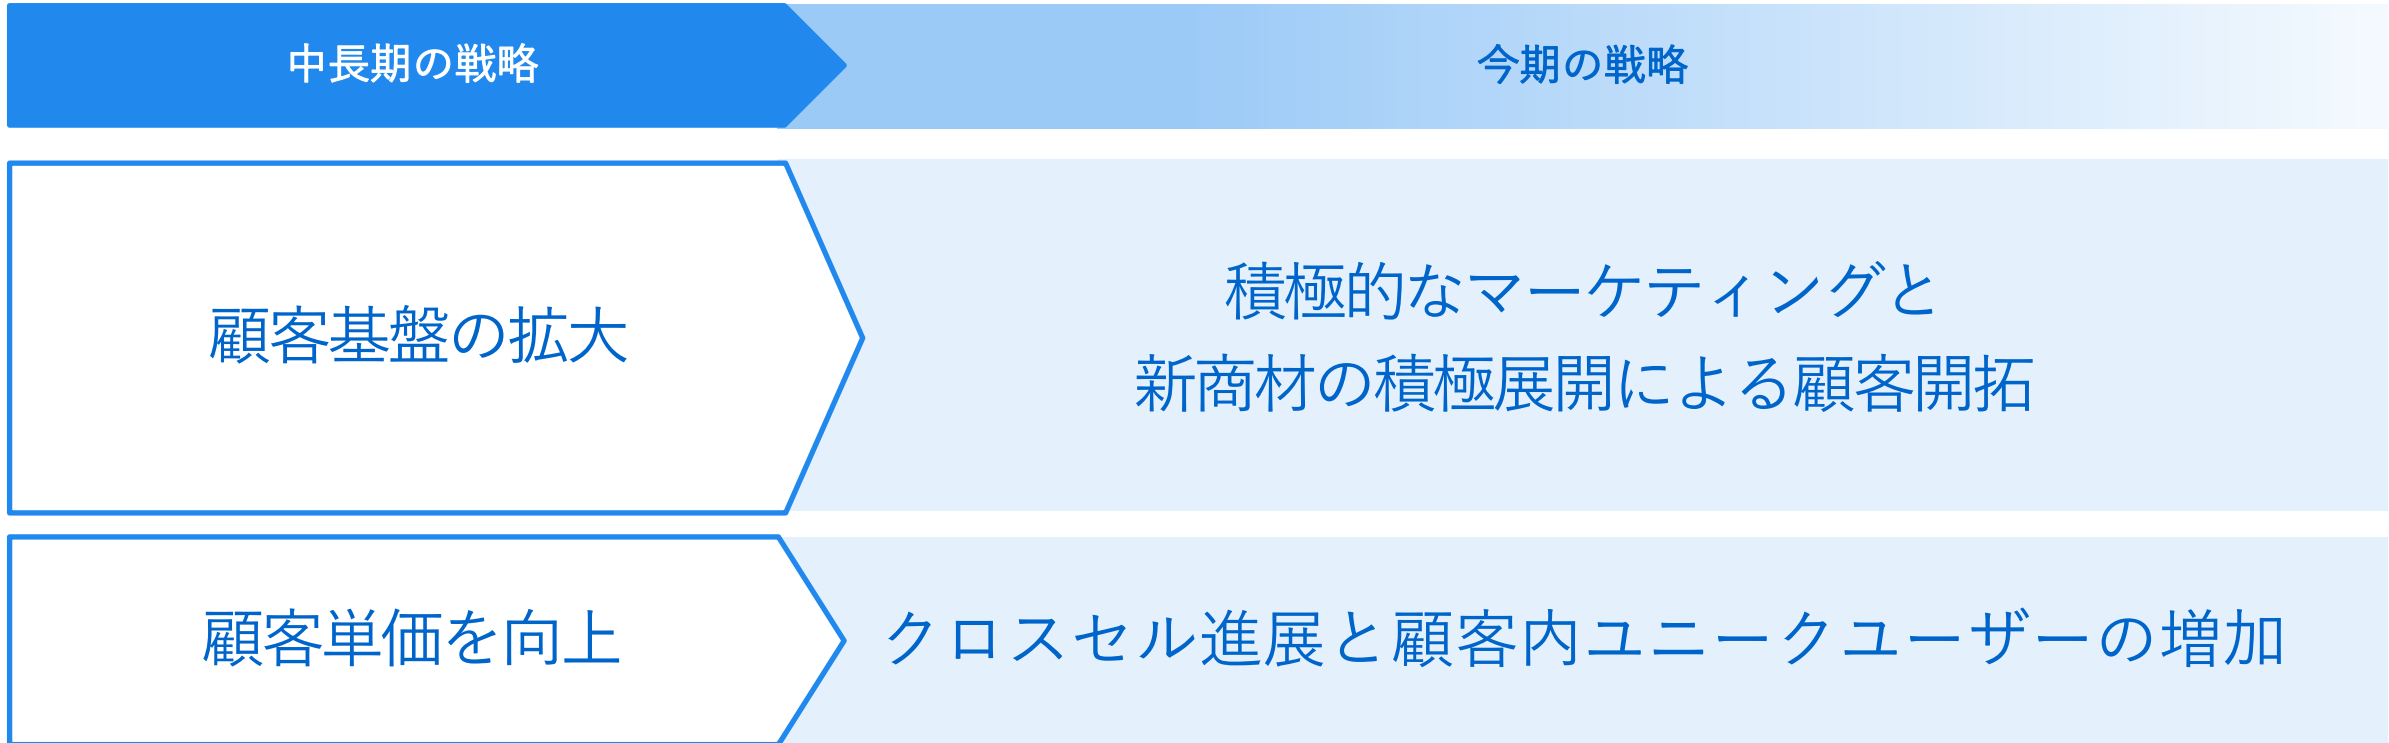 中長期の戦略
今期の戦略
顧客基盤の拡大
積極的なマーケティングと
新商材の積極展開による顧客開拓
顧客単価を向上
クロスセル進展と顧客内ユニークユーザーの増加